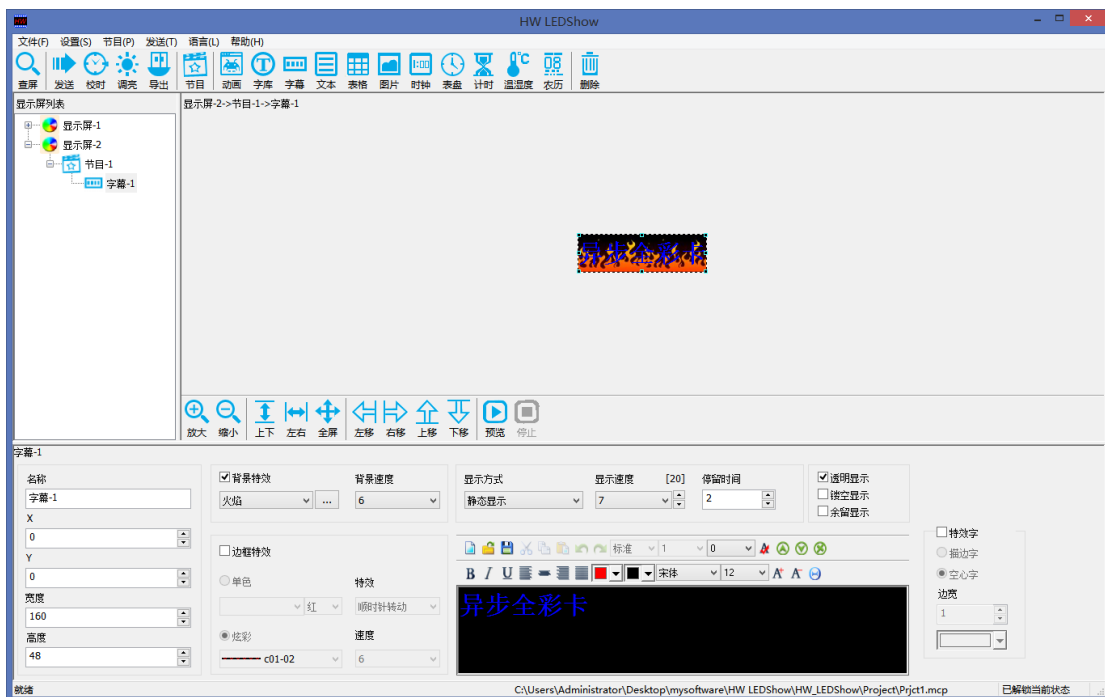 HW LEDShow
文件(F) 设置(S) 节目(P) 发送(T) 语言(L) 帮助(H)
查屏 发送 校时 调亮 导出 节目 动画 字库 字幕 文本 表格 图片 时钟 表盘 计时 温湿度 农历 删除
显示屏列表
显示屏-1
显示屏-2
节目-1
字幕-1
显示屏-2->节目-1->字幕-1
异步全彩卡
放大 缩小 上下 左右 全屏 左移 右移 上移 下移 预览 停止
字幕-1
名称
字幕-1
X
0
Y
0
宽度
160
高度
48
背景特效 背景速度
火焰 ... 6
边框特效
单色 特效
红 顺时针转动
炫彩 速度
c01-02 6
显示方式 显示速度 [20] 停留时间
静态显示 7 2
透明显示
镂空显示
余留显示
标准 1 0
B I U 宋体 12 A+ A-
异步全彩卡
特效字
描边字
空心字
边宽
1
就绪 C:\Users\Administrator\Desktop\mysoftware\HW LEDShow\HW_LEDShow\Project\Prjct1.mcp 已解锁当前状态